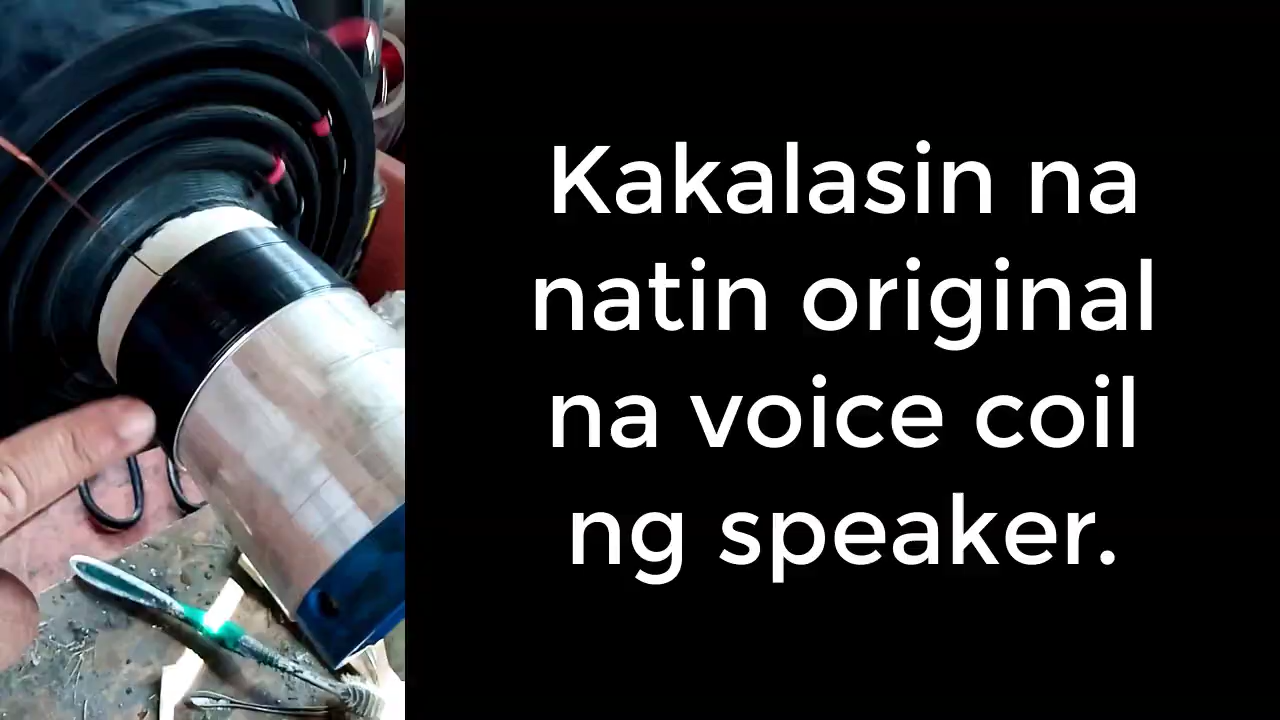 Kakalasin na
natin original
na voice coil
ng speaker.